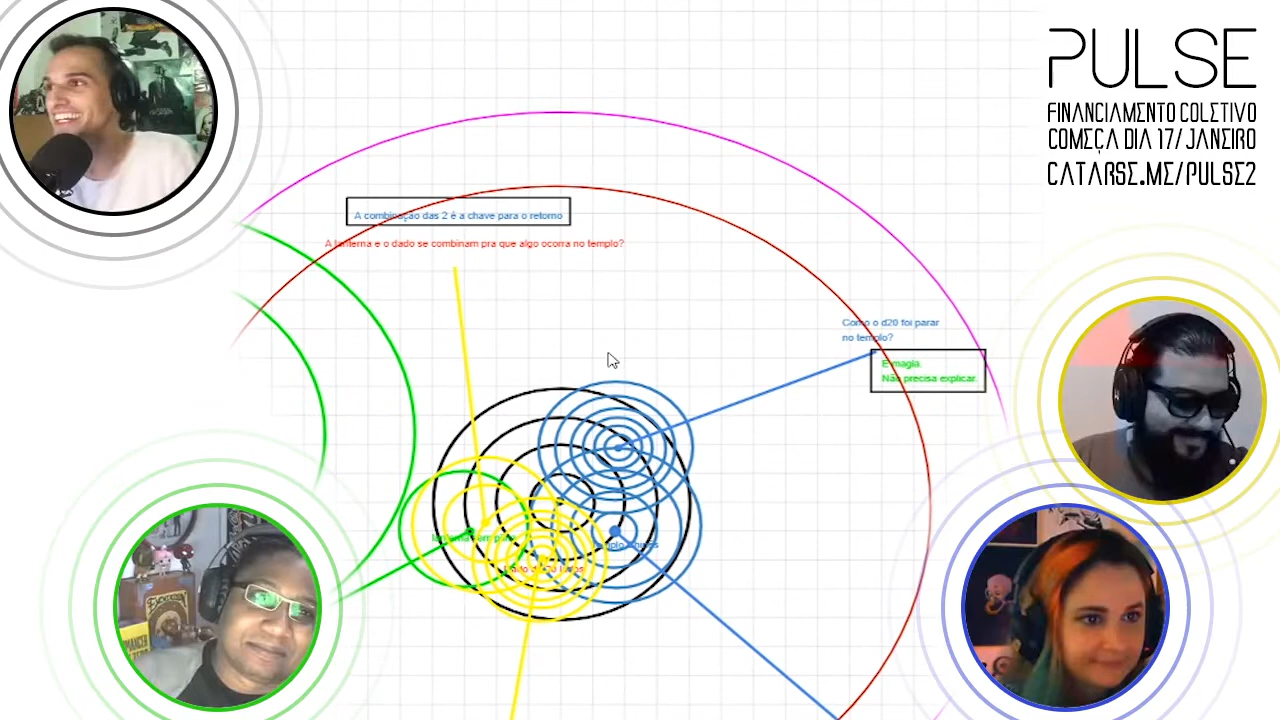 PULSE
FINANCIAMENTO COLETIVO
COMEÇA DIA 17/ JANEIRO
CATARSE.ME/PULSE2
A combinação das 2 é a chave para o retorno
A lanterna e o dado se combinam pra que algo ocorra no templo?
Como o d20 foi parar
no templo?
É magia.
Não precisa explicar.